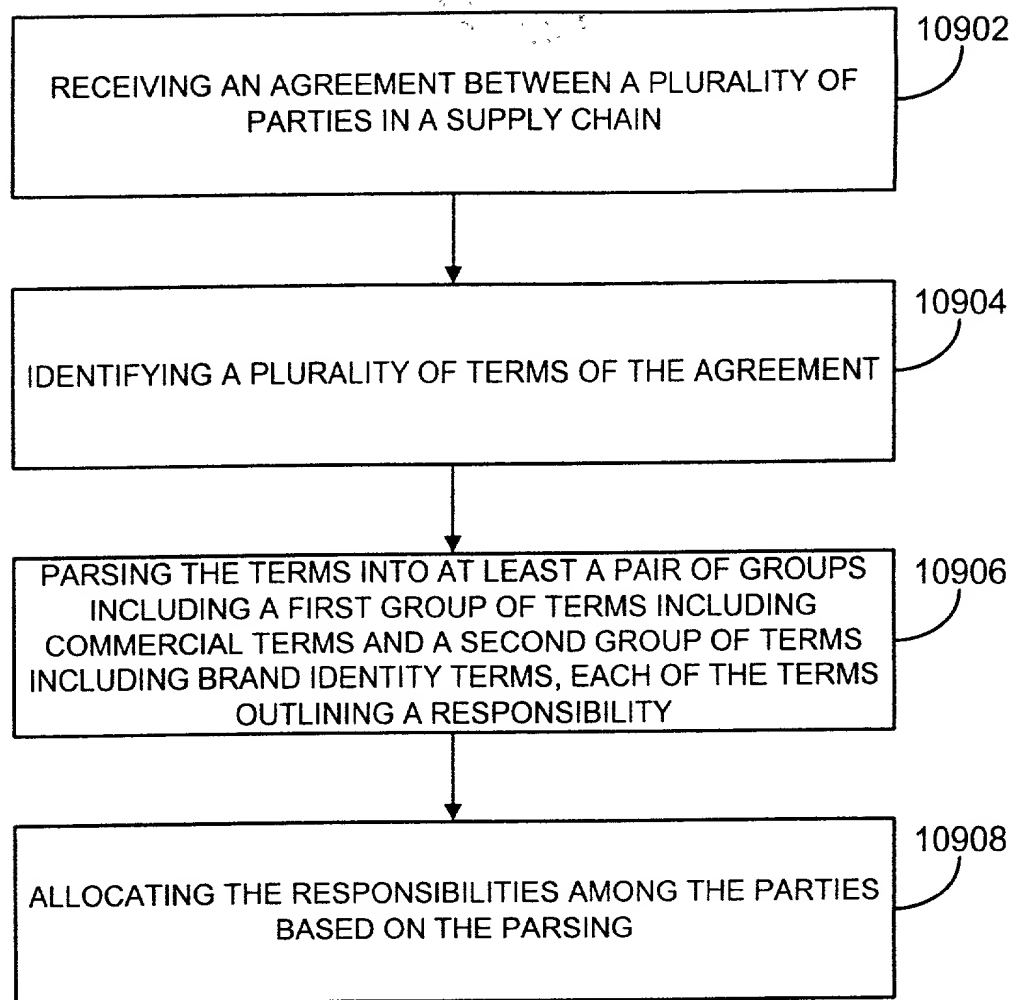 10902
RECEIVING AN AGREEMENT BETWEEN A PLURALITY OF
PARTIES IN A SUPPLY CHAIN
10904
IDENTIFYING A PLURALITY OF TERMS OF THE AGREEMENT
10906
PARSING THE TERMS INTO AT LEAST A PAIR OF GROUPS
INCLUDING A FIRST GROUP OF TERMS INCLUDING
COMMERCIAL TERMS AND A SECOND GROUP OF TERMS
INCLUDING BRAND IDENTITY TERMS, EACH OF THE TERMS
OUTLINING A RESPONSIBILITY
10908
ALLOCATING THE RESPONSIBILITIES AMONG THE PARTIES
BASED ON THE PARSING